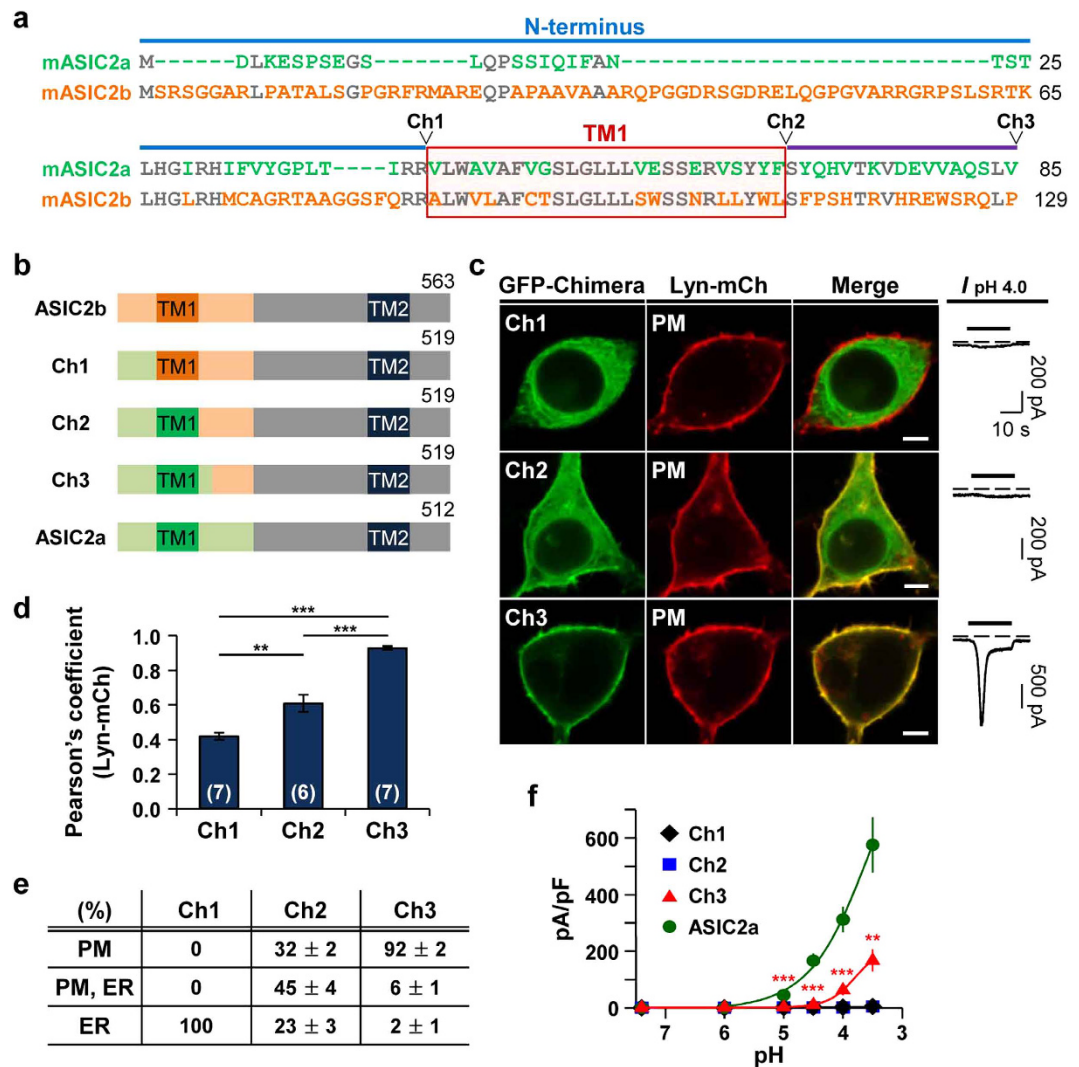 a
N-terminus
mASIC2a M------DLKESPSEGS-------LQPSSIQIFAN------------------------TST 25
mASIC2b MSRSGGARLPATALSGPGRFRMAREQPAPAAVAAARQPGGDRSGDRELQGPGVARRGRPSLSRTK 65
Ch1 TM1 Ch2 Ch3
mASIC2a LHGIRHIFVYGPLT----IRRVLWAVAFVGSLGLLLVESSERVSYYFSYQHVTKVDEVVAQSLV 85
mASIC2b LHGLRHMCAGRTAAGGSFQRRALWVLAFCTSLGLLLSWSSNRLLYWLSFPSHTRVHREWSRQLP 129
b
563
ASIC2b TM1 TM2
519
Ch1 TM1 TM2
519
Ch2 TM1 TM2
519
Ch3 TM1 TM2
512
ASIC2a TM1 TM2
c
GFP-Chimera Lyn-mCh Merge I pH 4.0
Ch1 PM
200 pA
10 s
Ch2 PM
200 pA
Ch3 PM
500 pA
d
Pearson's coefficient
(Lyn-mCh)
1.0
0.8
0.6
0.4
0.2
0.0
*** 
** ***
(7) (6) (7)
Ch1 Ch2 Ch3
e
(%) Ch1 Ch2 Ch3
PM 0 32 ± 2 92 ± 2
PM, ER 0 45 ± 4 6 ± 1
ER 100 23 ± 3 2 ± 1
f
pA/pF
600
400
200
0
Ch1
Ch2
Ch3
ASIC2a
*** *** *** **
7 6 5 4 3
pH